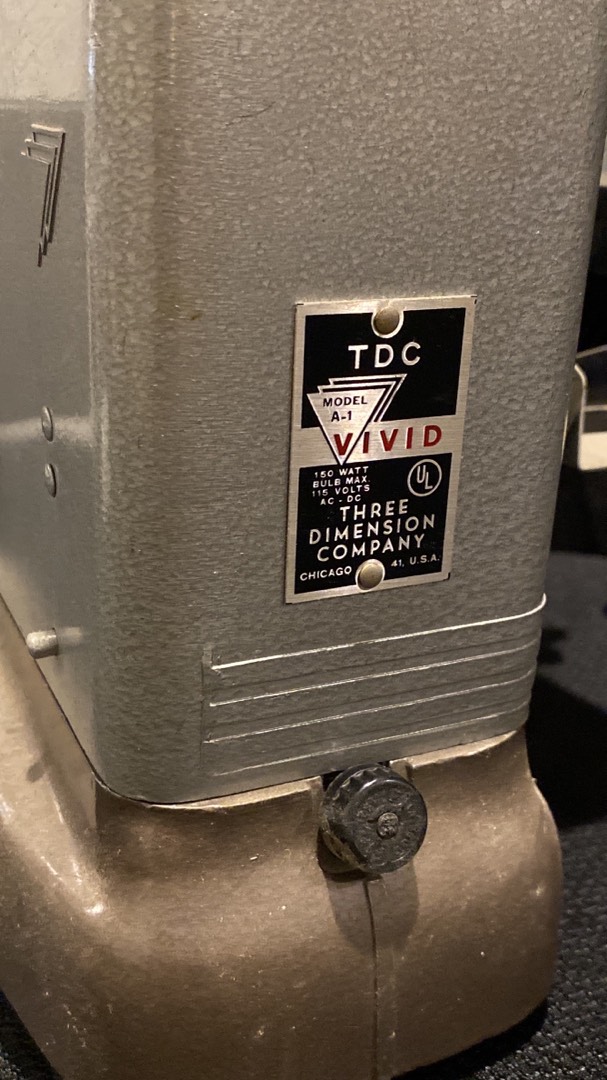 TDC
MODEL
A-1
VIVID
150 WATT
BULB MAX.
115 VOLTS
AC - DC
UL
THREE
DIMENSION
COMPANY
CHICAGO 41, U.S.A.